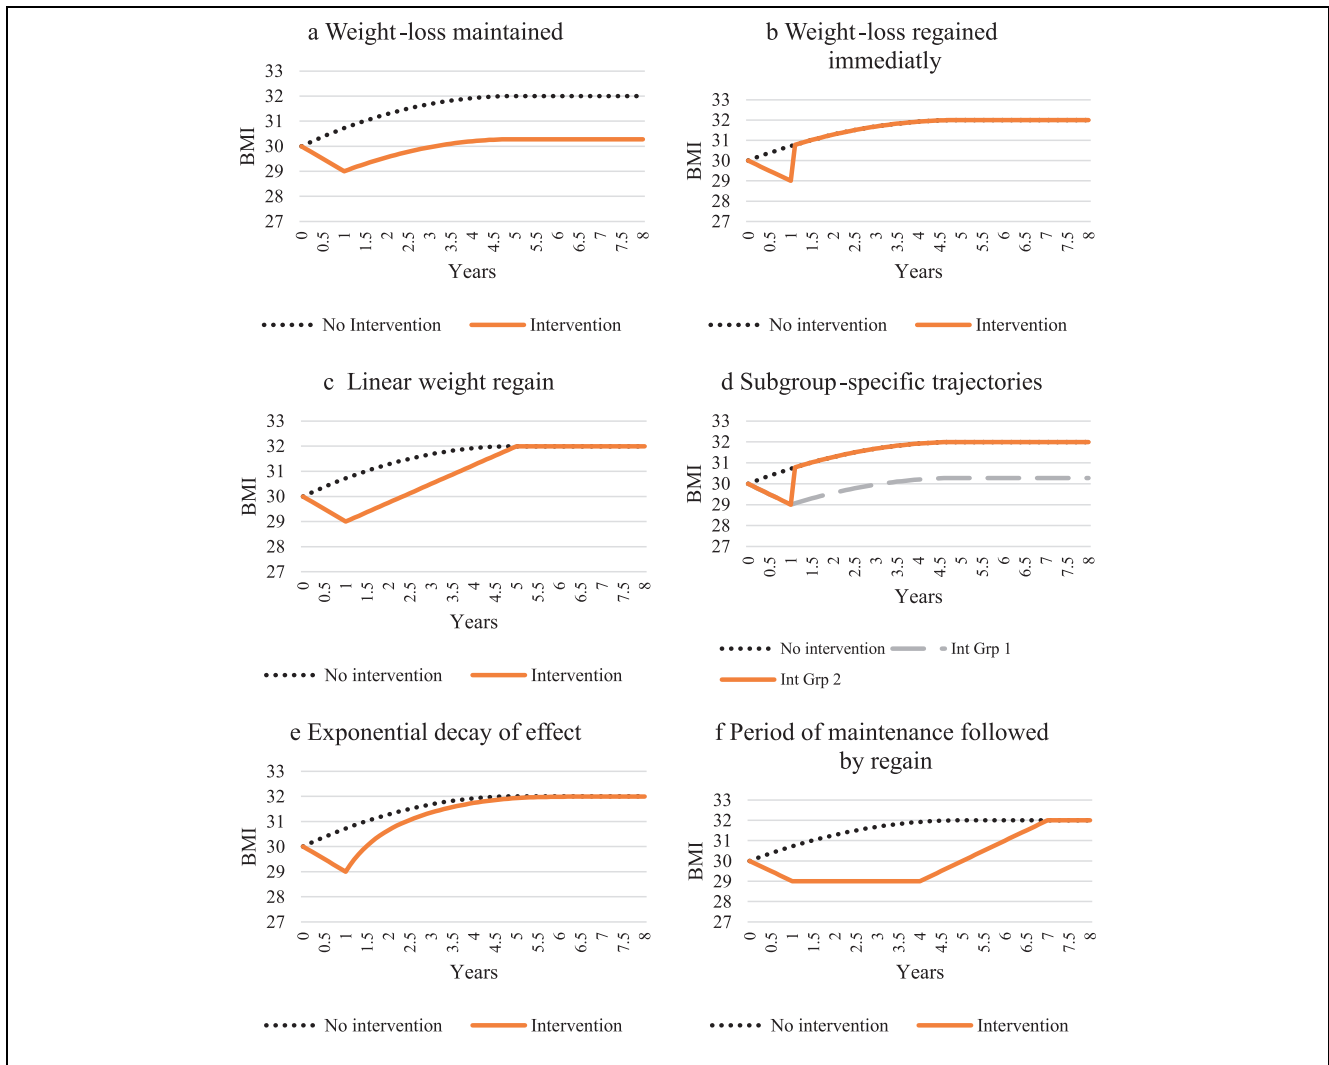 a Weight-loss maintained
33
32
31
30
29
28
27
BMI
0 0.5 1 1.5 2 2.5 3 3.5 4 4.5 5 5.5 6 6.5 7 7.5 8
Years
No Intervention Intervention
b Weight-loss regained
immediatly
33
32
31
30
29
28
27
BMI
0 0.5 1 1.5 2 2.5 3 3.5 4 4.5 5 5.5 6 6.5 7 7.5 8
Years
No intervention Intervention
c Linear weight regain
33
32
31
30
29
28
27
BMI
0 0.5 1 1.5 2 2.5 3 3.5 4 4.5 5 5.5 6 6.5 7 7.5 8
Years
No intervention Intervention
d Subgroup-specific trajectories
33
32
31
30
29
28
27
BMI
0 0.5 1 1.5 2 2.5 3 3.5 4 4.5 5 5.5 6 6.5 7 7.5 8
Years
No intervention Int Grp 1
Int Grp 2
e Exponential decay of effect
33
32
31
30
29
28
27
BMI
0 0.5 1 1.5 2 2.5 3 3.5 4 4.5 5 5.5 6 6.5 7 7.5 8
Years
No intervention Intervention
f Period of maintenance followed
by regain
33
32
31
30
29
28
27
BMI
0 0.5 1 1.5 2 2.5 3 3.5 4 4.5 5 5.5 6 6.5 7 7.5 8
Years
No intervention Intervention